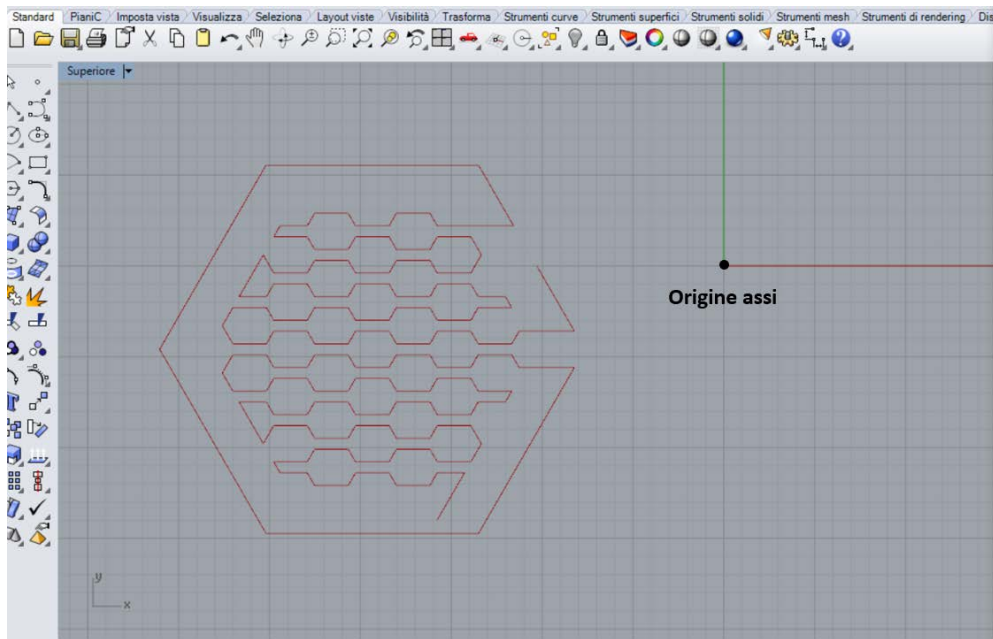 Standard PianiC Imposta vista Visualizza Seleziona Layout viste Visibilità Trasforma Strumenti curve Strumenti superfici Strumenti solidi Strumenti mesh Strumenti di rendering Dis
Superiore
Origine assi
y
x